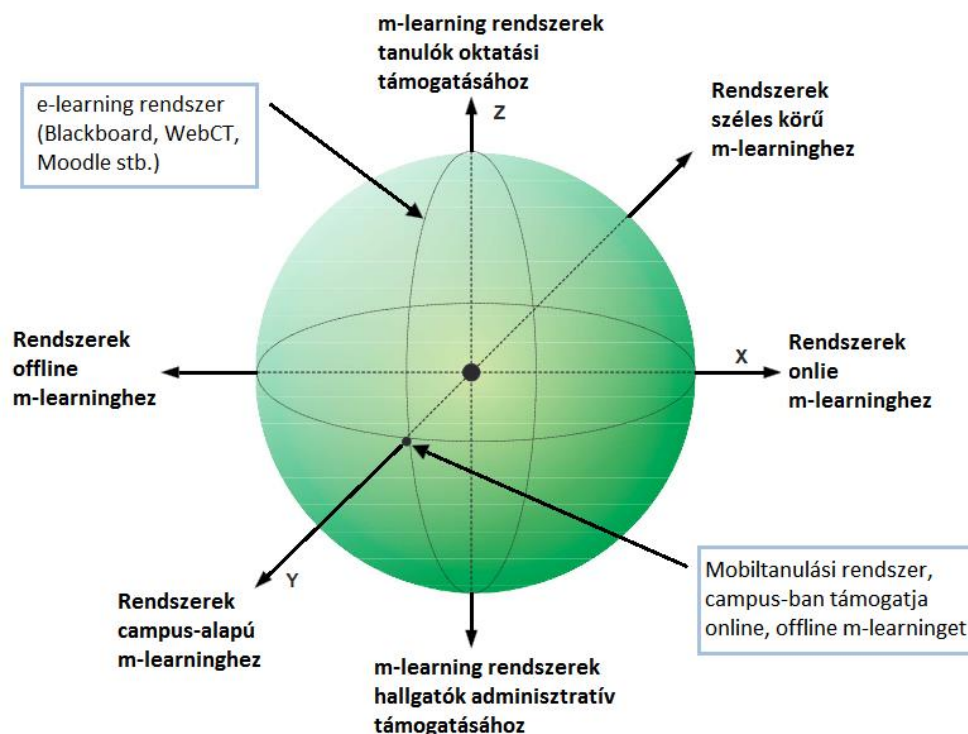 m-learning rendszerek
tanulók oktatási
támogatásához
Z
e-learning rendszer
(Blackboard, WebCT,
Moodle stb.)
Rendszerek
széles körű
m-learninghez
Rendszerek
offline
m-learninghez
X
Rendszerek
onlie
m-learninghez
Y
Rendszerek
campus-alapú
m-learninghez
Mobiltanulási rendszer,
campus-ban támogatja
online, offline m-learninget
m-learning rendszerek
hallgatók adminisztratív
támogatásához